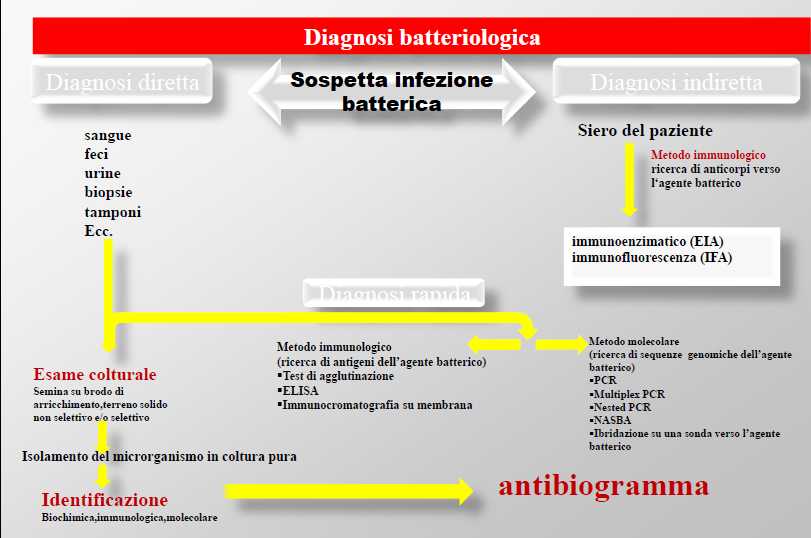 Diagnosi batteriologica
Diagnosi diretta
Sospetta infezione
batterica
Diagnosi indiretta
sangue
feci
urine
biopsie
tamponi
Ecc.
Siero del paziente
Metodo immunologico
ricerca di anticorpi verso
l‘agente batterico
immunoenzimatico (EIA)
immunofluorescenza (IFA)
Diagnosi rapida
Metodo immunologico
(ricerca di antigeni dell’agente batterico)
▪Test di agglutinazione
▪ELISA
▪Immunocromatografia su membrana
Metodo molecolare
(ricerca di sequenze genomiche dell’agente
batterico)
▪PCR
▪Multiplex PCR
▪Nested PCR
▪NASBA
▪Ibridazione su una sonda verso l’agente
batterico
Esame colturale
Semina su brodo di
arricchimento,terreno solido
non selettivo e/o selettivo
Isolamento del microrganismo in coltura pura
Identificazione
Biochimica,immunologica,molecolare
antibiogramma